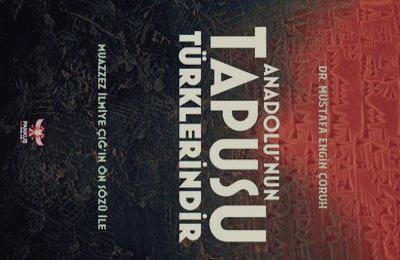 DR. MUSTAFA ENGİN ÇORUH
ANADOLU'NUN
TAPUSU
TÜRKLERİNDİR
MUAZZEZ İLMİYE ÇIĞ'IN ÖN SÖZÜ İLE